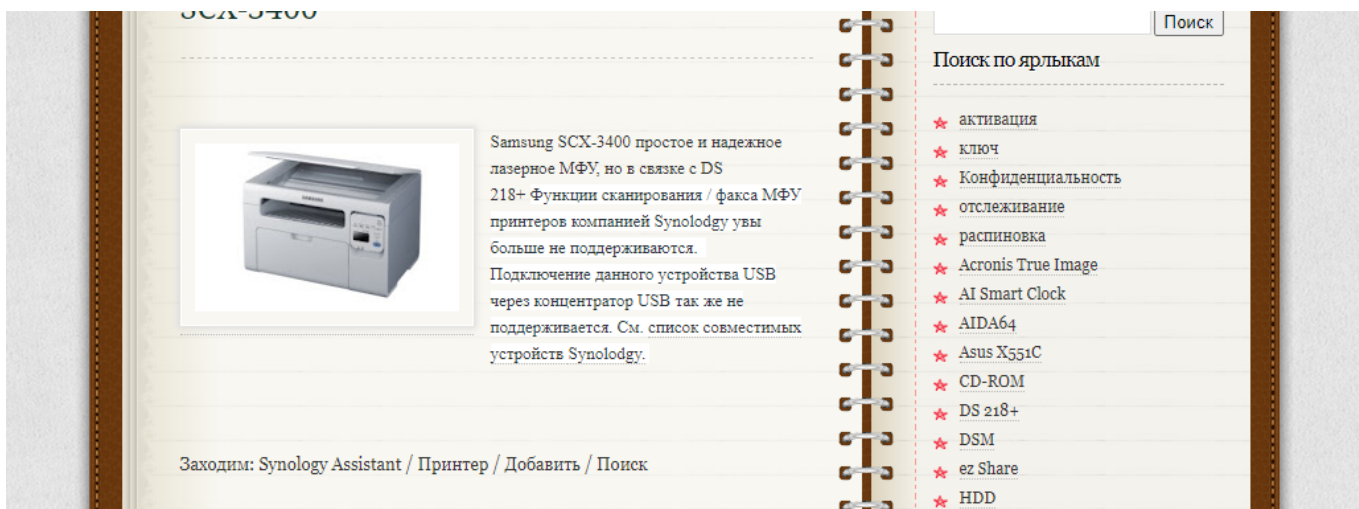 SCX-3400
Samsung SCX-3400 простое и надежное
лазерное МФУ, но в связке с DS
218+ Функции сканирования / факса МФУ
принтеров компанией Synolodgy увы
больше не поддерживаются.
Подключение данного устройства USB
через концентратор USB так же не
поддерживается. См. список совместимых
устройств Synolodgy.
Заходим: Synology Assistant / Принтер / Добавить / Поиск
Поиск
Поиск по ярлыкам
активация
ключ
Конфиденциальность
отслеживание
распиновка
Acronis True Image
AI Smart Clock
AIDA64
Asus X551C
CD-ROM
DS 218+
DSM
ez Share
HDD